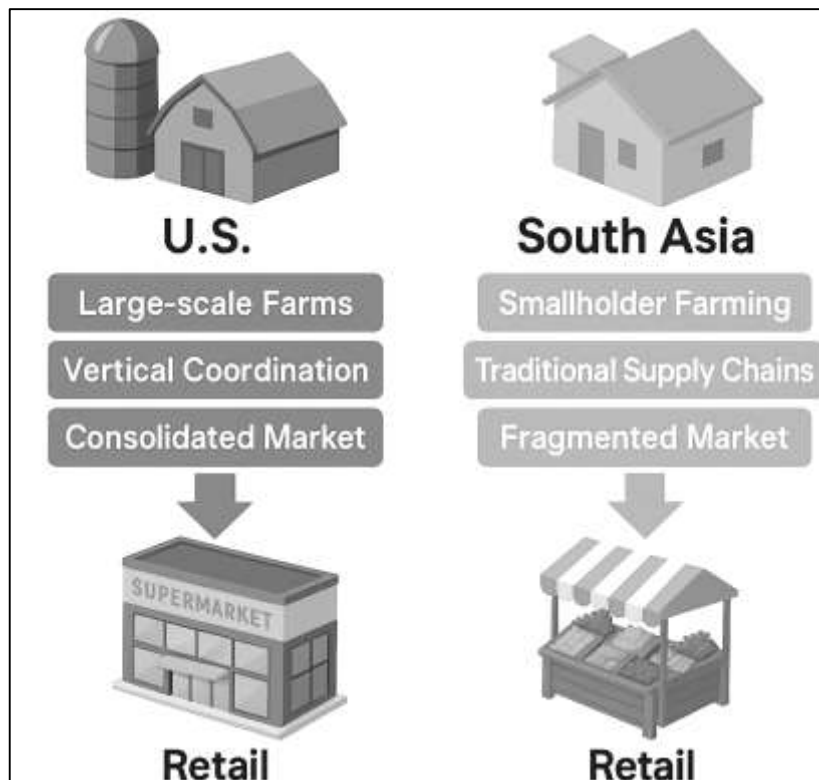 U.S.
Large-scale Farms
Vertical Coordination
Consolidated Market
SUPERMARKET
Retail
South Asia
Smallholder Farming
Traditional Supply Chains
Fragmented Market
Retail